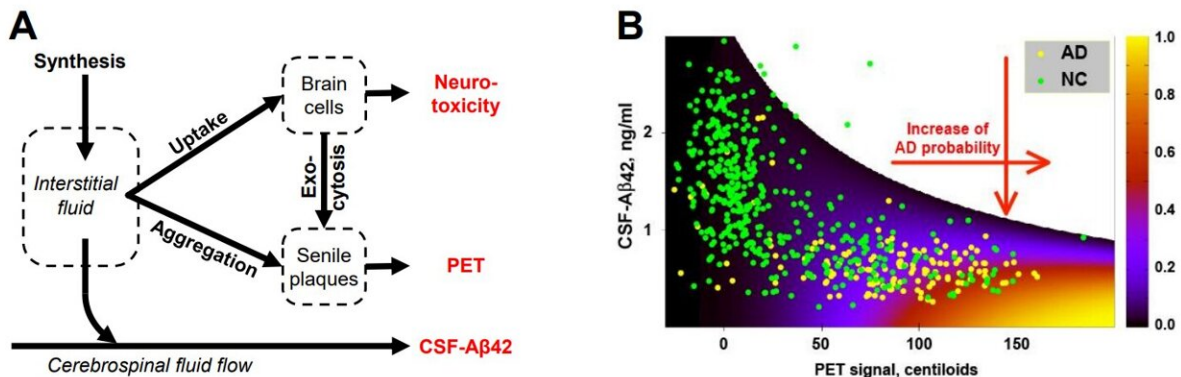 A
Synthesis
Interstitial
fluid
Uptake
Aggregation
Brain
cells
Exo-
cytosis
Senile
plaques
Neuro-
toxicity
PET
CSF-Aβ42
Cerebrospinal fluid flow
B
CSF-Aβ42, ng/ml
2
1
0
50
100
150
PET signal, centiloids
AD
NC
Increase of
AD probability
1.0
0.8
0.6
0.4
0.2
0.0